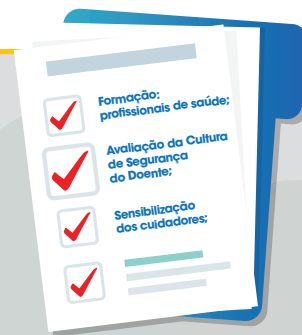 Formação:
profissionais de saúde;
Avaliação da Cultura
de Segurança
do Doente;
Sensibilização
dos cuidadores;